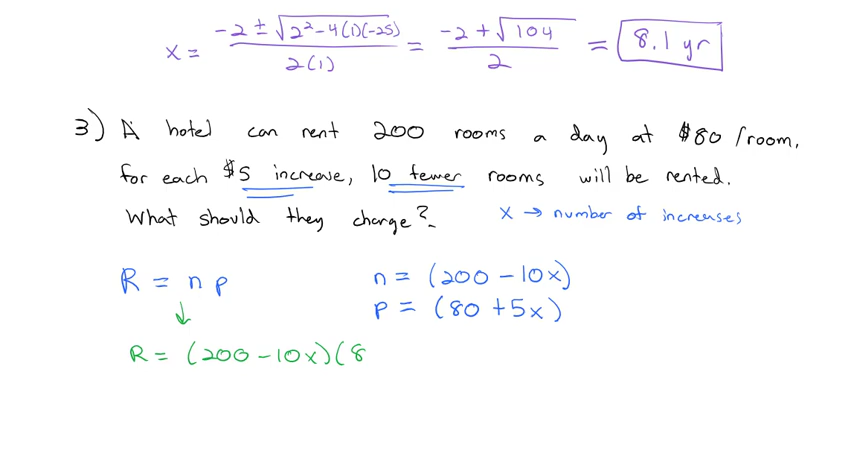 x = -2 ± √2² - 4(1)(-25) / 2(1) = -2 + √104 / 2 = 8.1 yr
3) A hotel can rent 200 rooms a day at $80/room,
for each $5 increase, 10 fewer rooms will be rented.
What should they charge?
x → number of increases
R = n p
n = (200 - 10x)
p = (80 + 5x)
↓
R = (200 - 10x)(8